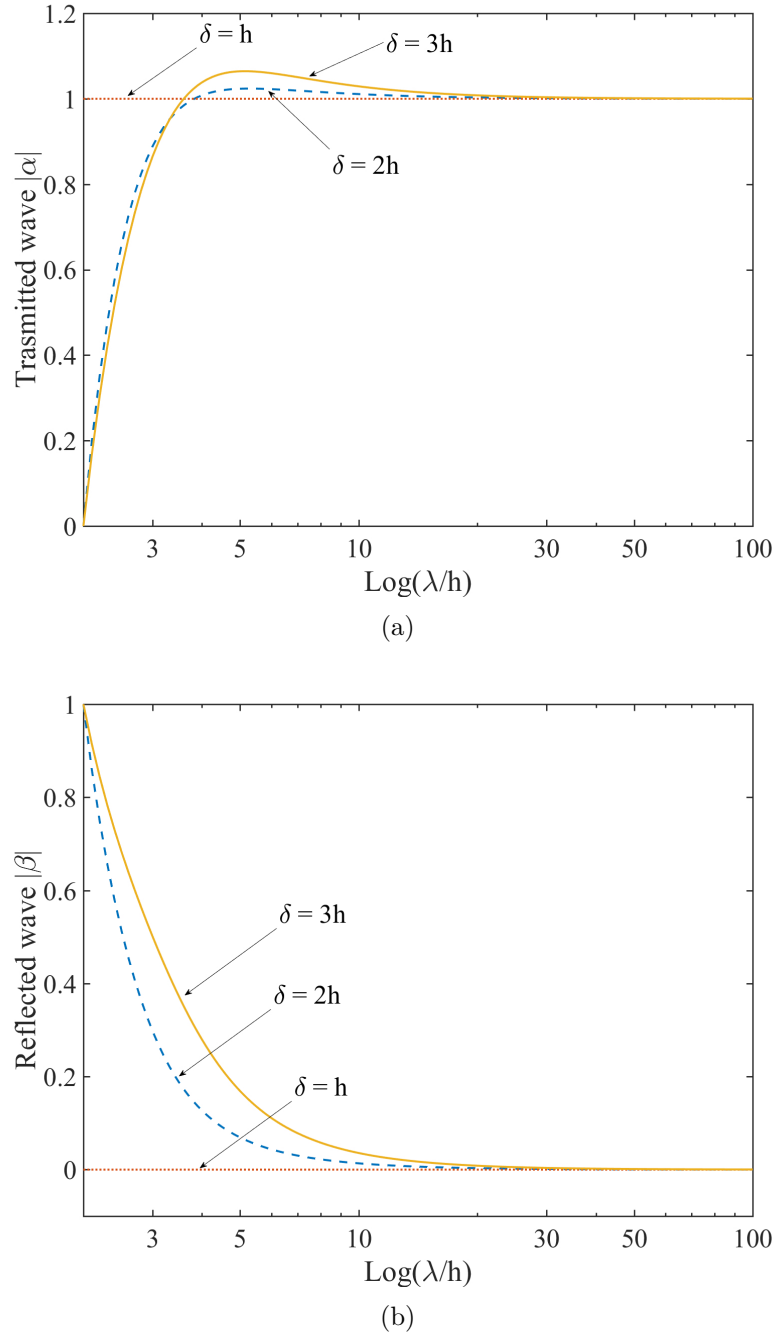 1.2
δ = h
δ = 3h
1
δ = 2h
0.8
0.6
0.4
0.2
0
Trasmitted wave |α|
3 5 10 30 50 100
Log(λ/h)
(a)
1
0.8
0.6
δ = 3h
0.4
δ = 2h
0.2
δ = h
0
Reflected wave |β|
3 5 10 30 50 100
Log(λ/h)
(b)